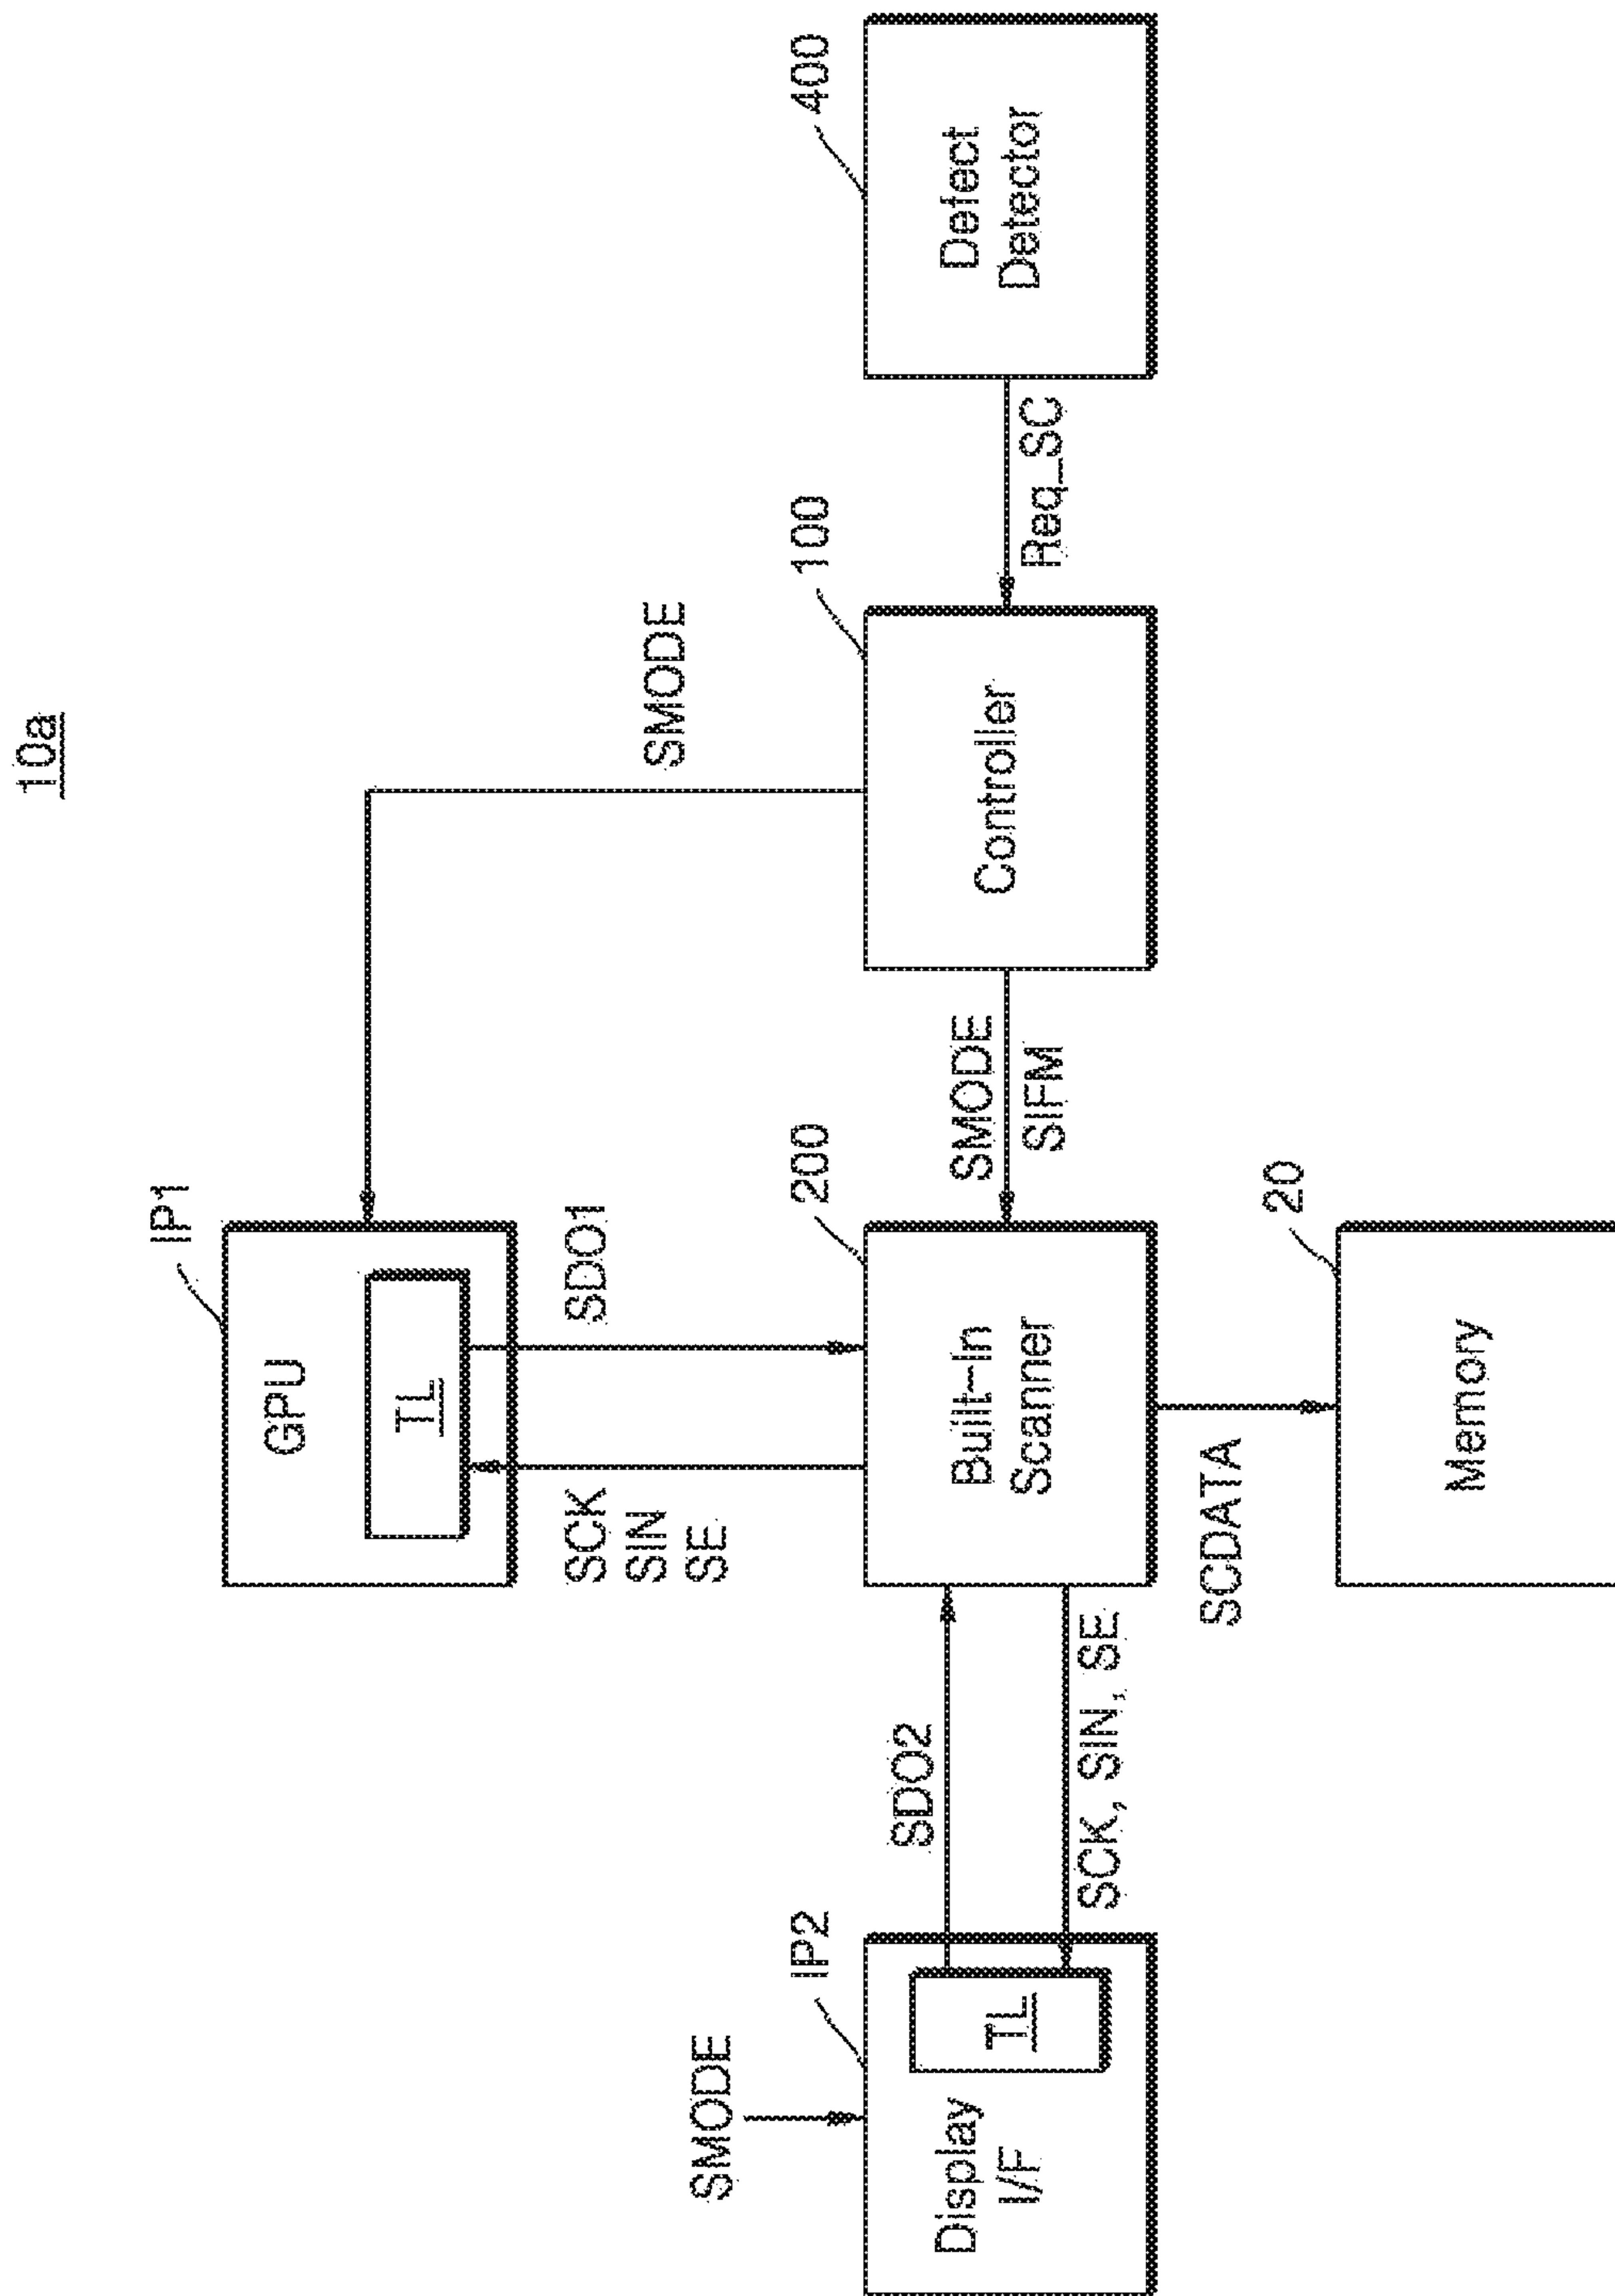 10a
IP1
GPU
TL
SMODE
SCK
SIN
SE
SDO1
SMODE
IP2
200
100
400
Display
I/F
TL
SDO2
SCK, SIN, SE
Built-In
Scanner
SMODE
SIFM
Controller
Req_SC
Defect
Detector
SCDATA
20
Memory